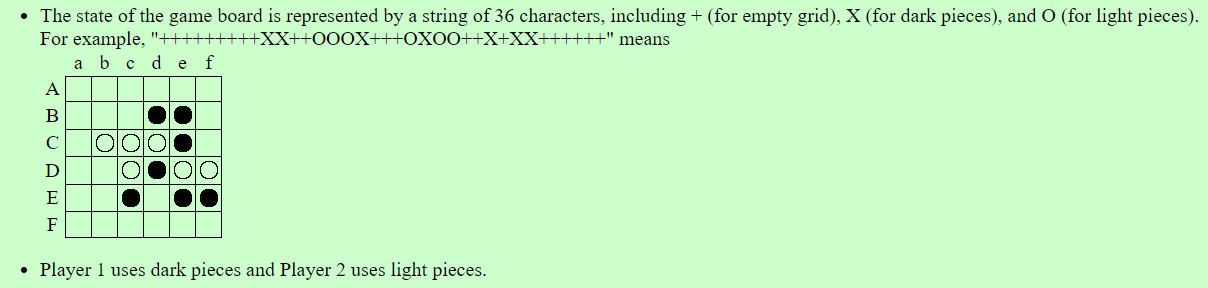 • The state of the game board is represented by a string of 36 characters, including + (for empty grid), X (for dark pieces), and O (for light pieces).
For example, "+++++++++XX++OOOX+++OXOO++X+XX++++++" means
a b c d e f
A
B
C
D
E
F
• Player 1 uses dark pieces and Player 2 uses light pieces.